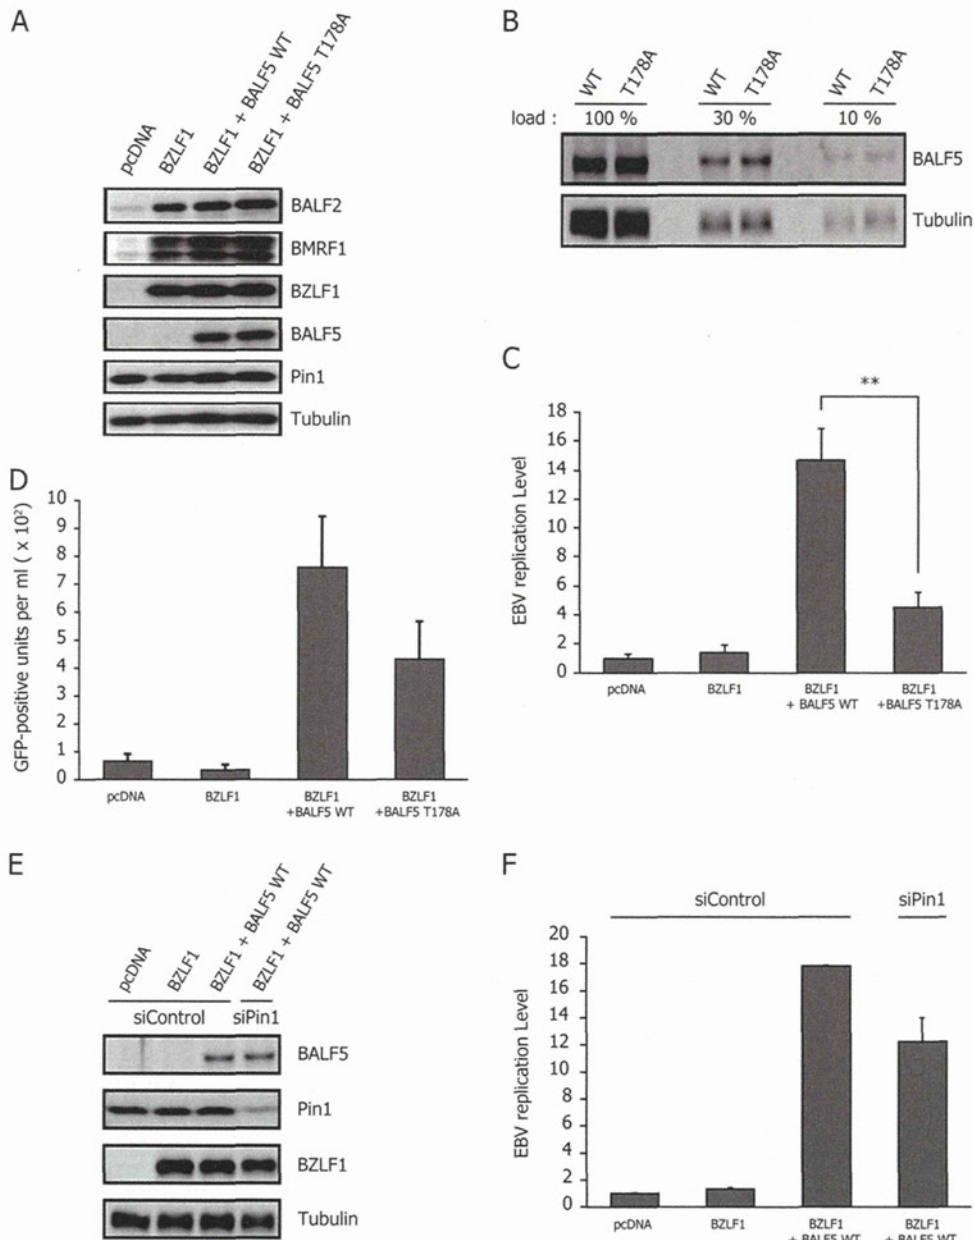 A
pcDNA
BZLF1
BZLF1 + BALF5 WT
BZLF1 + BALF5 T178A
BALF2
BMRF1
BZLF1
BALF5
Pin1
Tubulin
B
WT
T178A
WT
T178A
WT
T178A
load : 100 % 30 % 10 %
BALF5
Tubulin
C
**
EBV replication Level
18
16
14
12
10
8
6
4
2
0
pcDNA
BZLF1
BZLF1
+ BALF5 WT
BZLF1
+BALF5 T178A
D
GFP-positive units per ml ( x 10²)
10
9
8
7
6
5
4
3
2
1
0
pcDNA
BZLF1
BZLF1
+BALF5 WT
BZLF1
+BALF5 T178A
E
pcDNA
BZLF1
BZLF1 + BALF5 WT
BZLF1 + BALF5 WT
siControl siPin1
BALF5
Pin1
BZLF1
Tubulin
F
siControl siPin1
EBV replication Level
20
18
16
14
12
10
8
6
4
2
0
pcDNA
BZLF1
BZLF1
+ BALF5 WT
BZLF1
+ BALF5 WT